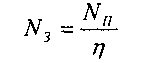 N_З = N_П / η